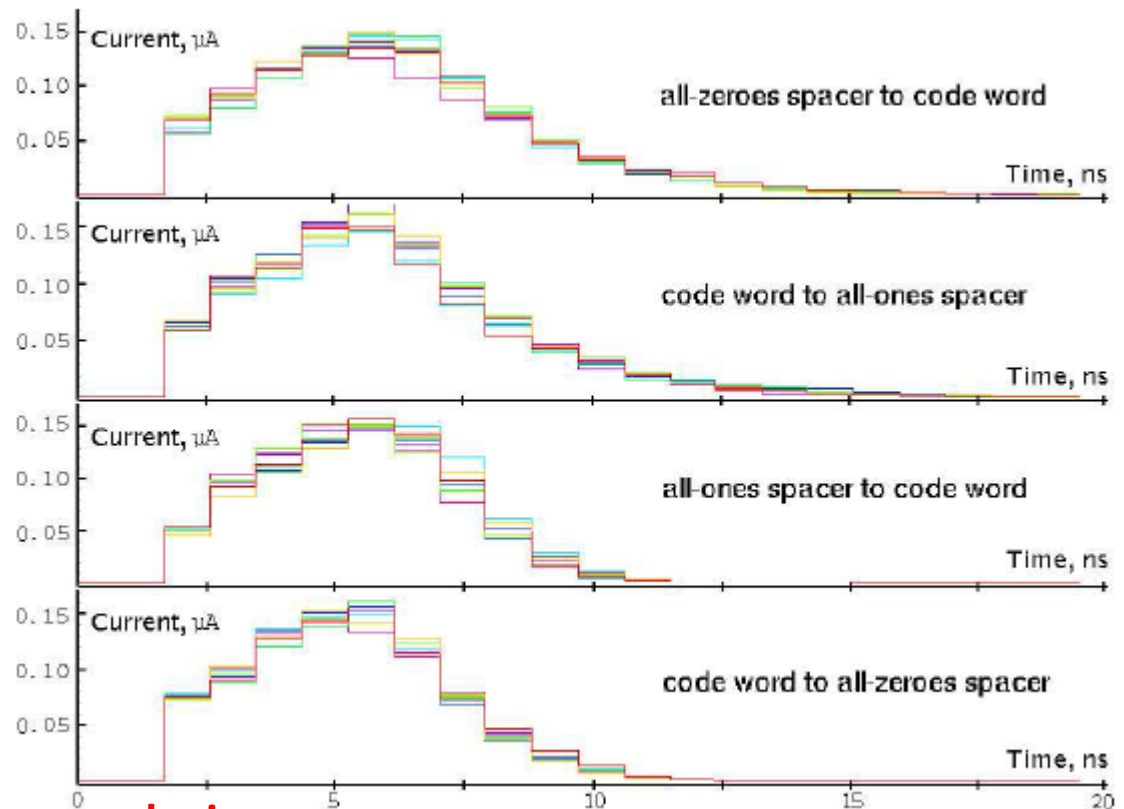 0.15
Current, µA
0.10
all-zeroes spacer to code word
0.05
Time, ns
0.15
Current, µA
0.10
code word to all-ones spacer
0.05
Time, ns
0.15
Current, µA
0.10
all-ones spacer to code word
0.05
Time, ns
0.15
Current, µA
0.10
code word to all-zeroes spacer
0.05
Time, ns
0 5 10 15 20